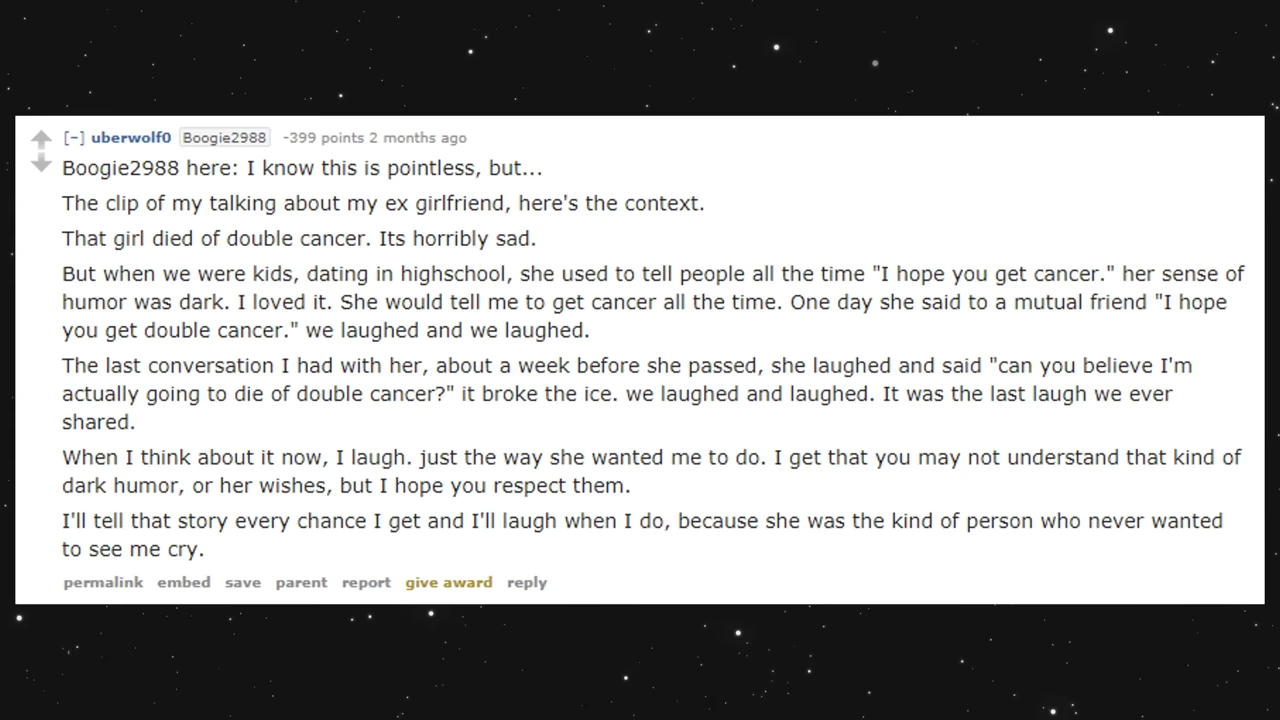 [-] uberwolf0 Boogie2988 -399 points 2 months ago
Boogie2988 here: I know this is pointless, but...
The clip of my talking about my ex girlfriend, here's the context.
That girl died of double cancer. Its horribly sad.
But when we were kids, dating in highschool, she used to tell people all the time "I hope you get cancer." her sense of
humor was dark. I loved it. She would tell me to get cancer all the time. One day she said to a mutual friend "I hope
you get double cancer." we laughed and we laughed.
The last conversation I had with her, about a week before she passed, she laughed and said "can you believe I'm
actually going to die of double cancer?" it broke the ice. we laughed and laughed. It was the last laugh we ever
shared.
When I think about it now, I laugh. just the way she wanted me to do. I get that you may not understand that kind of
dark humor, or her wishes, but I hope you respect them.
I'll tell that story every chance I get and I'll laugh when I do, because she was the kind of person who never wanted
to see me cry.
permalink embed save parent report give award reply